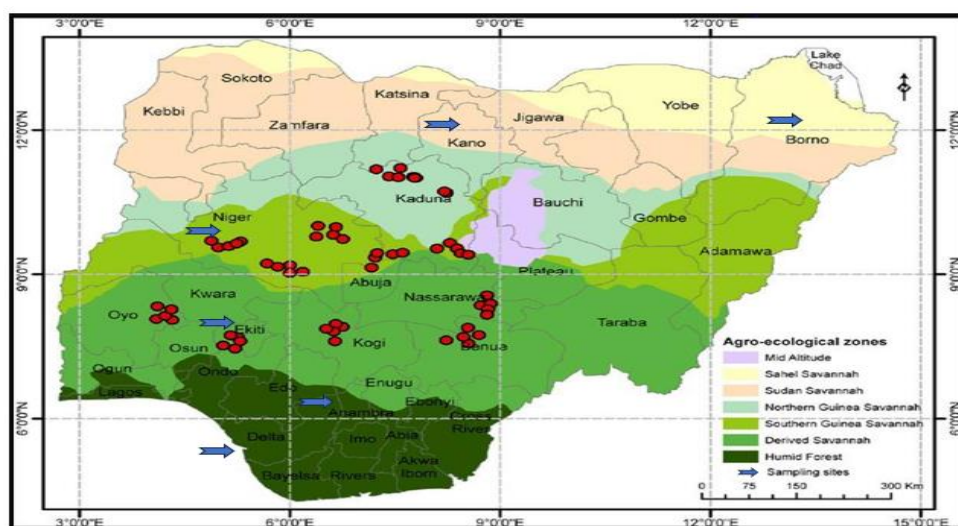 3°0'0"E 6°0'0"E 9°0'0"E 12°0'0"E
Lake
Chad
Sokoto
Katsina
Yobe
Kebbi
Zamfara
Jigawa
12°0'0"N 12°0'0"N
Kano
Borno
Kaduna
Bauchi
Niger
Gombe
Adamawa
Plateau
9°0'0"N 9°0'0"N
Abuja
Kwara
Nassarawa
Oyo
Taraba
Ekiti
Kogi
Benua
Osun
Agro-ecological zones
Ogun
Ondo
Mid Altitude
Lagos
Edo
Enugu
Sahel Savannah
Ebonyi
Sudan Savannah
Anambra
Cross
River
Northern Guinea Savannah
6°0'0"N 6°0'0"N
Southern Guinea Savannah
Delta
Imo
Abia
Derived Savannah
Humid Forest
Bayelsa
Rivers
Akwa
Ibom
Sampling sites
0 75 150 300 Km
3°0'0"E 6°0'0"E 9°0'0"E 12°0'0"E 15°0'0"E